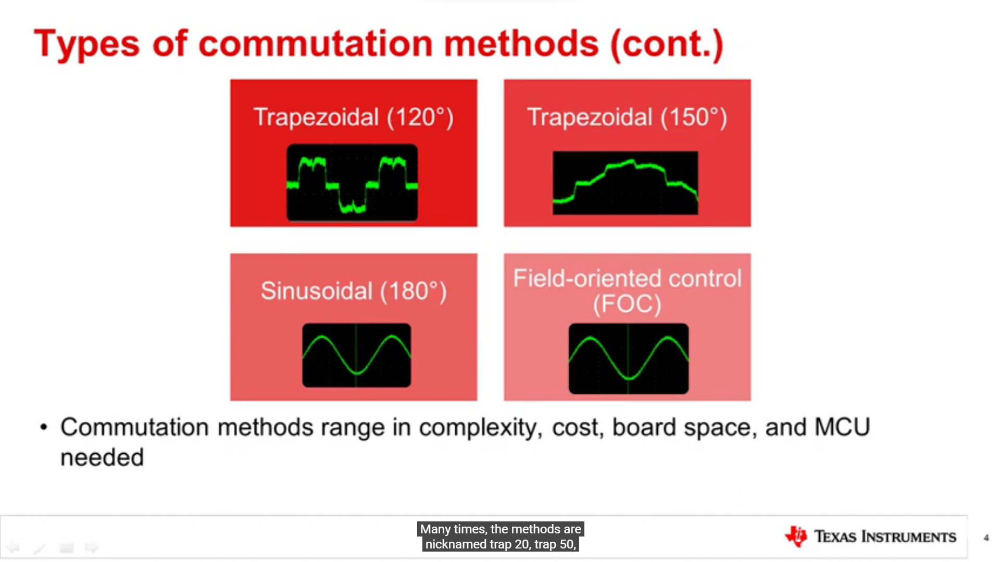 Types of commutation methods (cont.)
Trapezoidal (120°)
Trapezoidal (150°)
Sinusoidal (180°)
Field-oriented control
(FOC)
• Commutation methods range in complexity, cost, board space, and MCU
needed
Many times, the methods are
nicknamed trap 20, trap 50,
TEXAS INSTRUMENTS
4